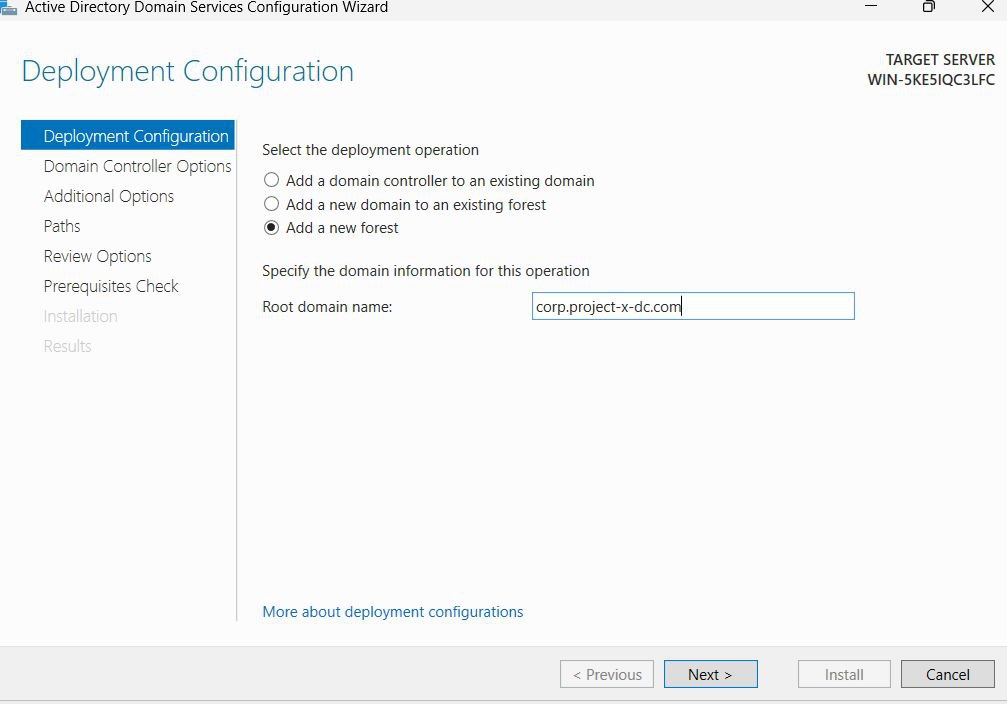 Active Directory Domain Services Configuration Wizard
Deployment Configuration
TARGET SERVER
WIN-5KE5IQC3LFC
Deployment Configuration
Domain Controller Options
Additional Options
Paths
Review Options
Prerequisites Check
Installation
Results
Select the deployment operation
Add a domain controller to an existing domain
Add a new domain to an existing forest
Add a new forest
Specify the domain information for this operation
Root domain name: corp.project-x-dc.com
More about deployment configurations
< Previous Next > Install Cancel